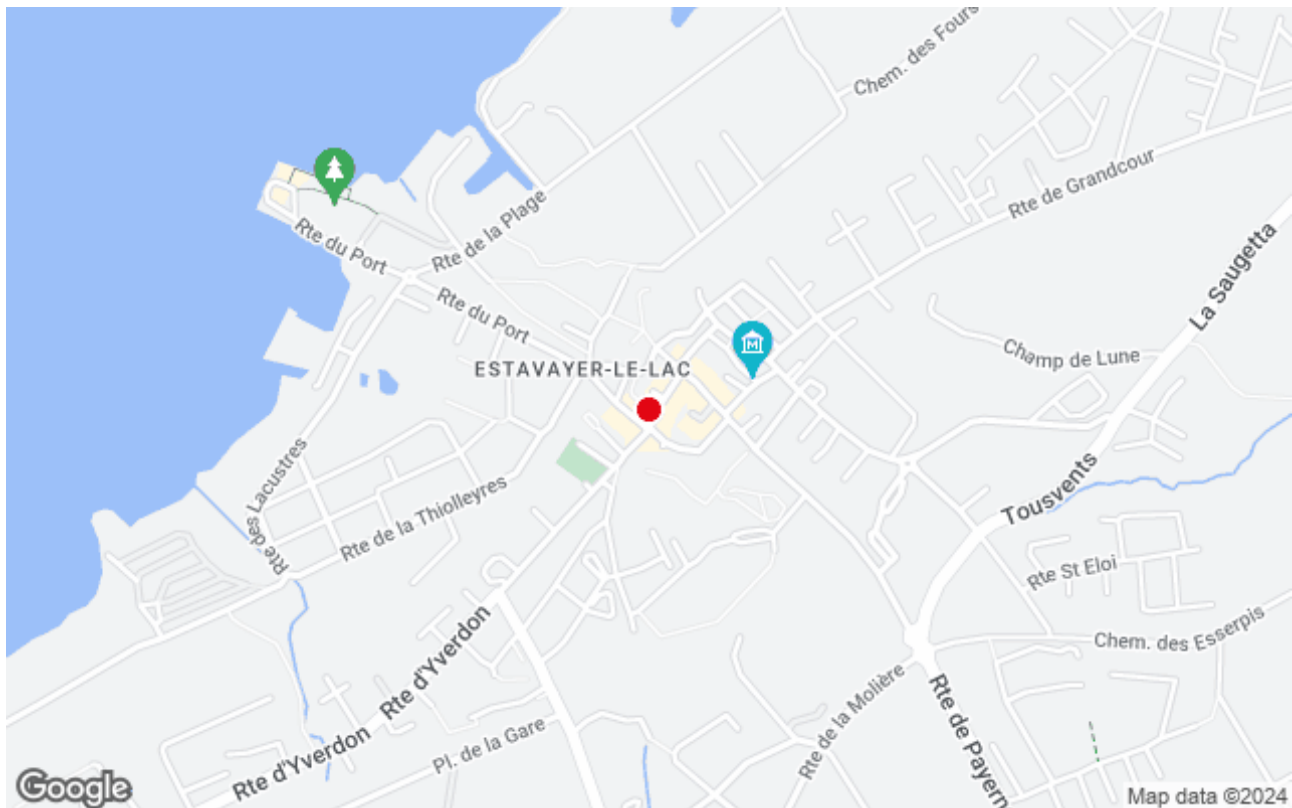 Chem. des Fours
Rte de Grandcour
La Saugetta
Rte de la Plage
Rte du Port
Rte du Port
ESTAVAYER-LE-LAC
M
Champ de Lune
Tousvents
Rte des Lacustres
Rte de la Thiolleyres
Rte St Eloi
Chem. des Esserpis
Rte d'Yverdon
Rte d'Yverdon
Pl. de la Gare
Rte de la Molière
Rte de Payern
Google
Map data ©2024